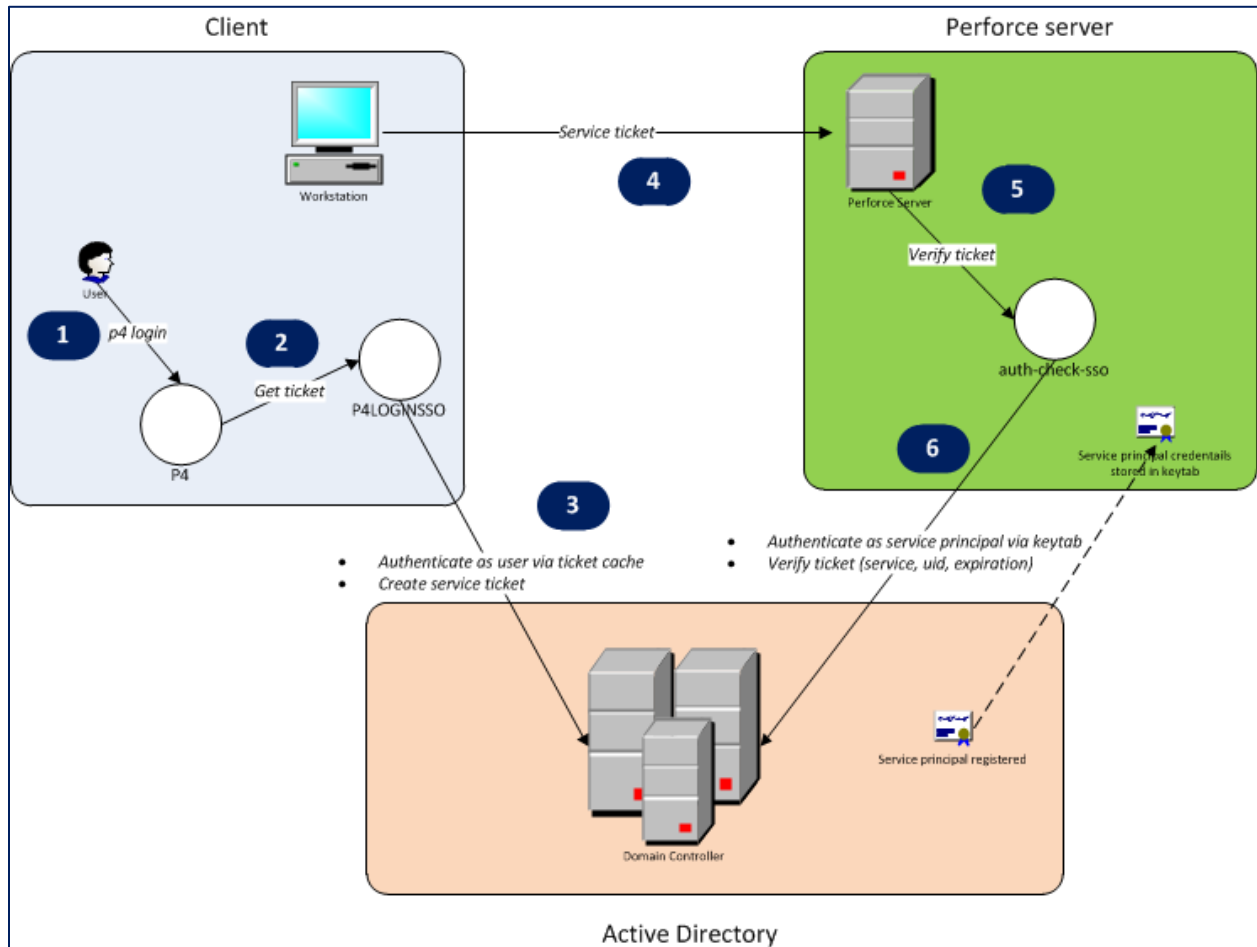 Client
Perforce server
Workstation
Service ticket
4
Perforce Server
5
Verify ticket
User
1
p4 login
2
Get ticket
P4LOGINSSO
P4
auth-check-sso
6
Service principal credentails
stored in keytab
3
• Authenticate as user via ticket cache
• Create service ticket
• Authenticate as service principal via keytab
• Verify ticket (service, uid, expiration)
Service principal registered
Domain Controller
Active Directory